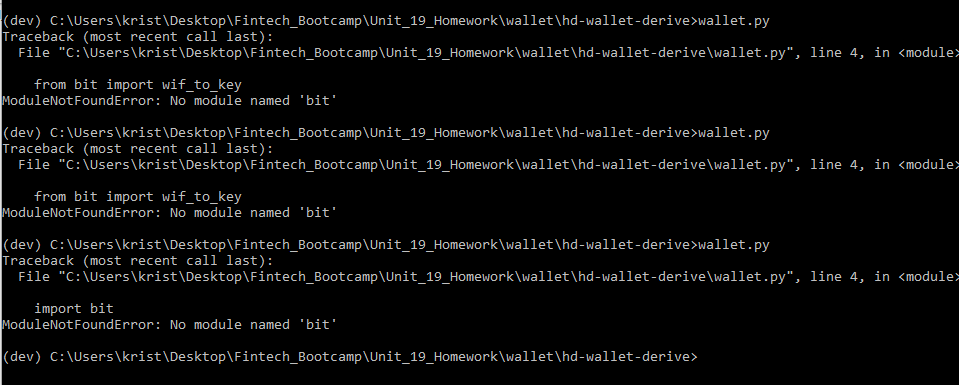 (dev) C:\Users\krist\Desktop\Fintech_Bootcamp\Unit_19_Homework\wallet\hd-wallet-derive>wallet.py
Traceback (most recent call last):
  File "C:\Users\krist\Desktop\Fintech_Bootcamp\Unit_19_Homework\wallet\hd-wallet-derive\wallet.py", line 4, in <module>
    from bit import wif_to_key
ModuleNotFoundError: No module named 'bit'
(dev) C:\Users\krist\Desktop\Fintech_Bootcamp\Unit_19_Homework\wallet\hd-wallet-derive>wallet.py
Traceback (most recent call last):
  File "C:\Users\krist\Desktop\Fintech_Bootcamp\Unit_19_Homework\wallet\hd-wallet-derive\wallet.py", line 4, in <module>
    from bit import wif_to_key
ModuleNotFoundError: No module named 'bit'
(dev) C:\Users\krist\Desktop\Fintech_Bootcamp\Unit_19_Homework\wallet\hd-wallet-derive>wallet.py
Traceback (most recent call last):
  File "C:\Users\krist\Desktop\Fintech_Bootcamp\Unit_19_Homework\wallet\hd-wallet-derive\wallet.py", line 4, in <module>
    import bit
ModuleNotFoundError: No module named 'bit'
(dev) C:\Users\krist\Desktop\Fintech_Bootcamp\Unit_19_Homework\wallet\hd-wallet-derive>